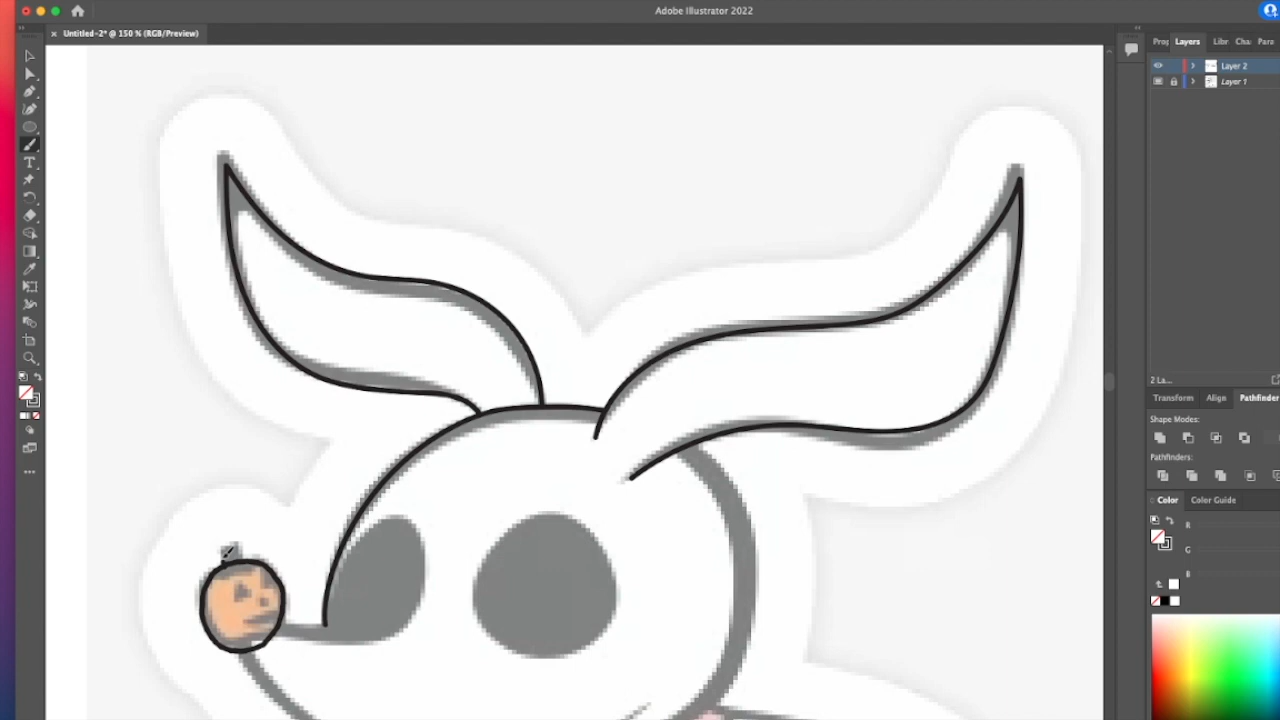 Adobe Illustrator 2022
Untitled-2* @ 150 % (RGB/Preview)
Prop Layers Libr Cha Para
Layer 2
Layer 1
2 La...
Transform Align Pathfinder
Shape Modes:
Pathfinders:
Color Color Guide
R
G
B